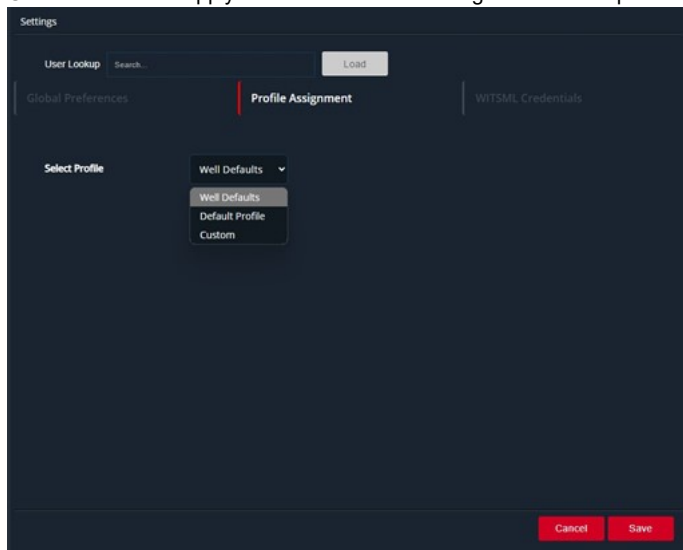 Settings
User Lookup Search... Load
Global Preferences Profile Assignment WITSML Credentials
Select Profile Well Defaults
Well Defaults
Default Profile
Custom
Cancel Save